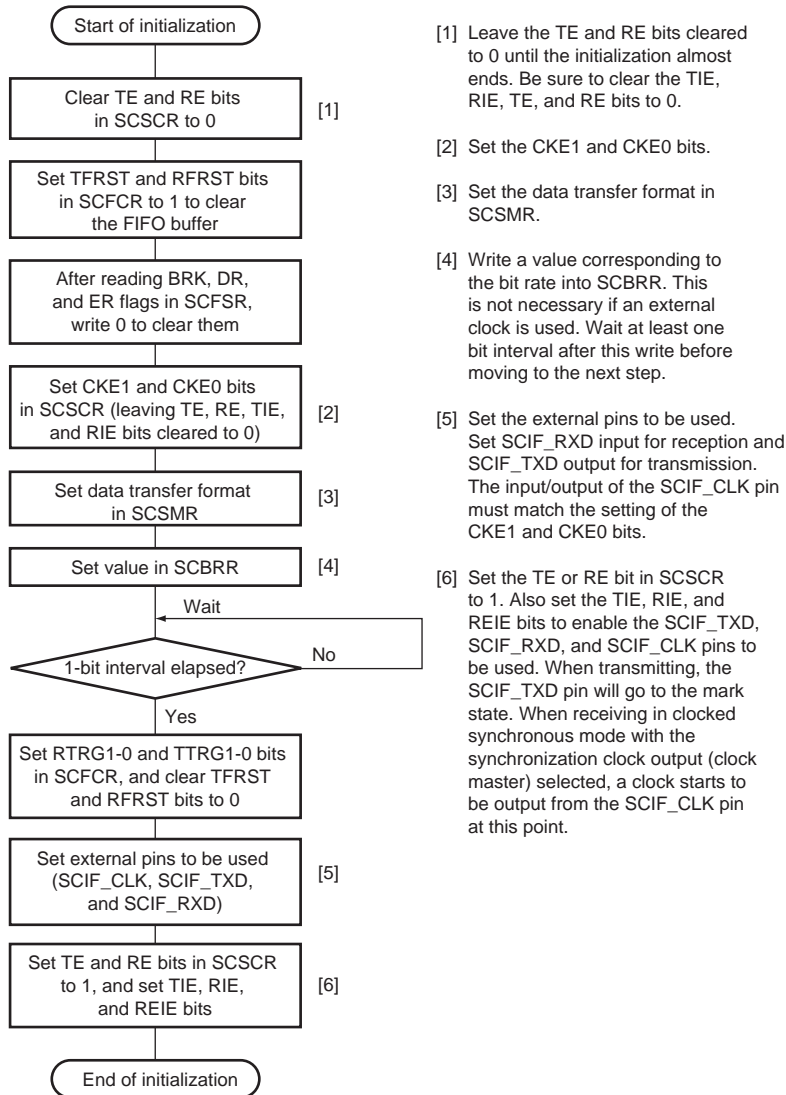 Start of initialization
Clear TE and RE bits
in SCSCR to 0
[1]
Set TFRST and RFRST bits
in SCFCR to 1 to clear
the FIFO buffer
After reading BRK, DR,
and ER flags in SCFSR,
write 0 to clear them
Set CKE1 and CKE0 bits
in SCSCR (leaving TE, RE, TIE,
and RIE bits cleared to 0)
[2]
Set data transfer format
in SCSMR
[3]
Set value in SCBRR
[4]
Wait
1-bit interval elapsed?
No
Yes
Set RTRG1-0 and TTRG1-0 bits
in SCFCR, and clear TFRST
and RFRST bits to 0
Set external pins to be used
(SCIF_CLK, SCIF_TXD,
and SCIF_RXD)
[5]
Set TE and RE bits in SCSCR
to 1, and set TIE, RIE,
and REIE bits
[6]
End of initialization
[1] Leave the TE and RE bits cleared
to 0 until the initialization almost
ends. Be sure to clear the TIE,
RIE, TE, and RE bits to 0.
[2] Set the CKE1 and CKE0 bits.
[3] Set the data transfer format in
SCSMR.
[4] Write a value corresponding to
the bit rate into SCBRR. This
is not necessary if an external
clock is used. Wait at least one
bit interval after this write before
moving to the next step.
[5] Set the external pins to be used.
Set SCIF_RXD input for reception and
SCIF_TXD output for transmission.
The input/output of the SCIF_CLK pin
must match the setting of the
CKE1 and CKE0 bits.
[6] Set the TE or RE bit in SCSCR
to 1. Also set the TIE, RIE, and
REIE bits to enable the SCIF_TXD,
SCIF_RXD, and SCIF_CLK pins to
be used. When transmitting, the
SCIF_TXD pin will go to the mark
state. When receiving in clocked
synchronous mode with the
synchronization clock output (clock
master) selected, a clock starts to
be output from the SCIF_CLK pin
at this point.